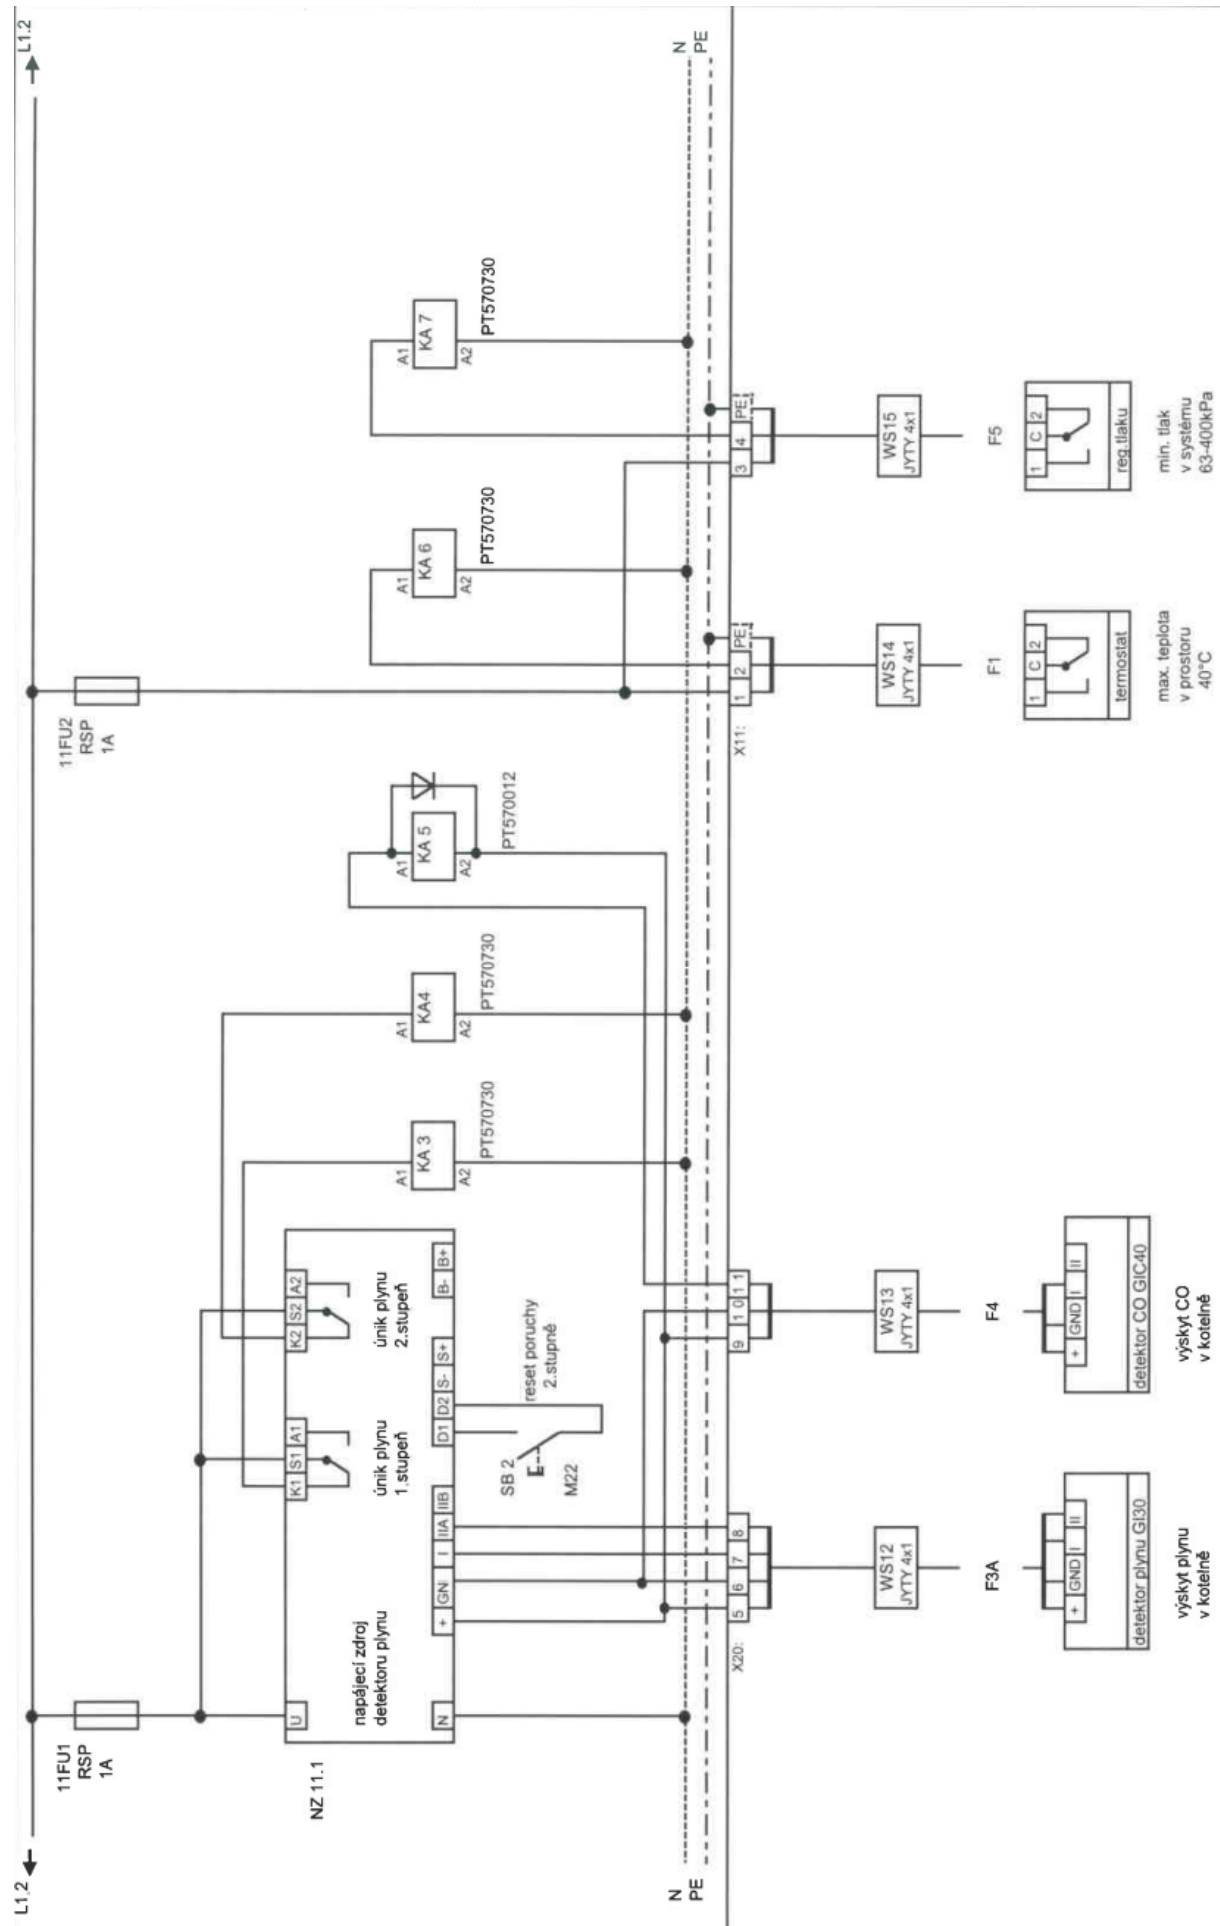 L1.2
L1.2
11FU1
RSP
1A
11FU2
RSP
1A
NZ 11.1
U
K1 S1 A1
K2 S2 A2
napájecí zdroj
detektoru plynu
únik plynu
1.stupeň
únik plynu
2.stupeň
N
+ GN I IIA IIB
D1 D2 S- S+
B- B+
SB 2
M22
reset poruchy
2.stupně
A1
KA 3
A2
PT570730
A1
KA4
A2
PT570730
A1
KA 5
A2
PT570012
A1
KA 6
A2
PT570730
A1
KA 7
A2
PT570730
N
PE
N
PE
X20:
5 6 7 8
9 10 11
X11:
1 2 PE
3 4 PE
WS12
JYTY 4x1
WS13
JYTY 4x1
WS14
JYTY 4x1
WS15
JYTY 4x1
F3A
F4
F1
F5
+ GND I II
detektor plynu GI30
výskyt plynu
v kotelně
+ GND I II
detektor CO GIC40
výskyt CO
v kotelně
1 C 2
termostat
max. teplota
v prostoru
40°C
1 C 2
reg.tlaku
min. tlak
v systému
63-400kPa